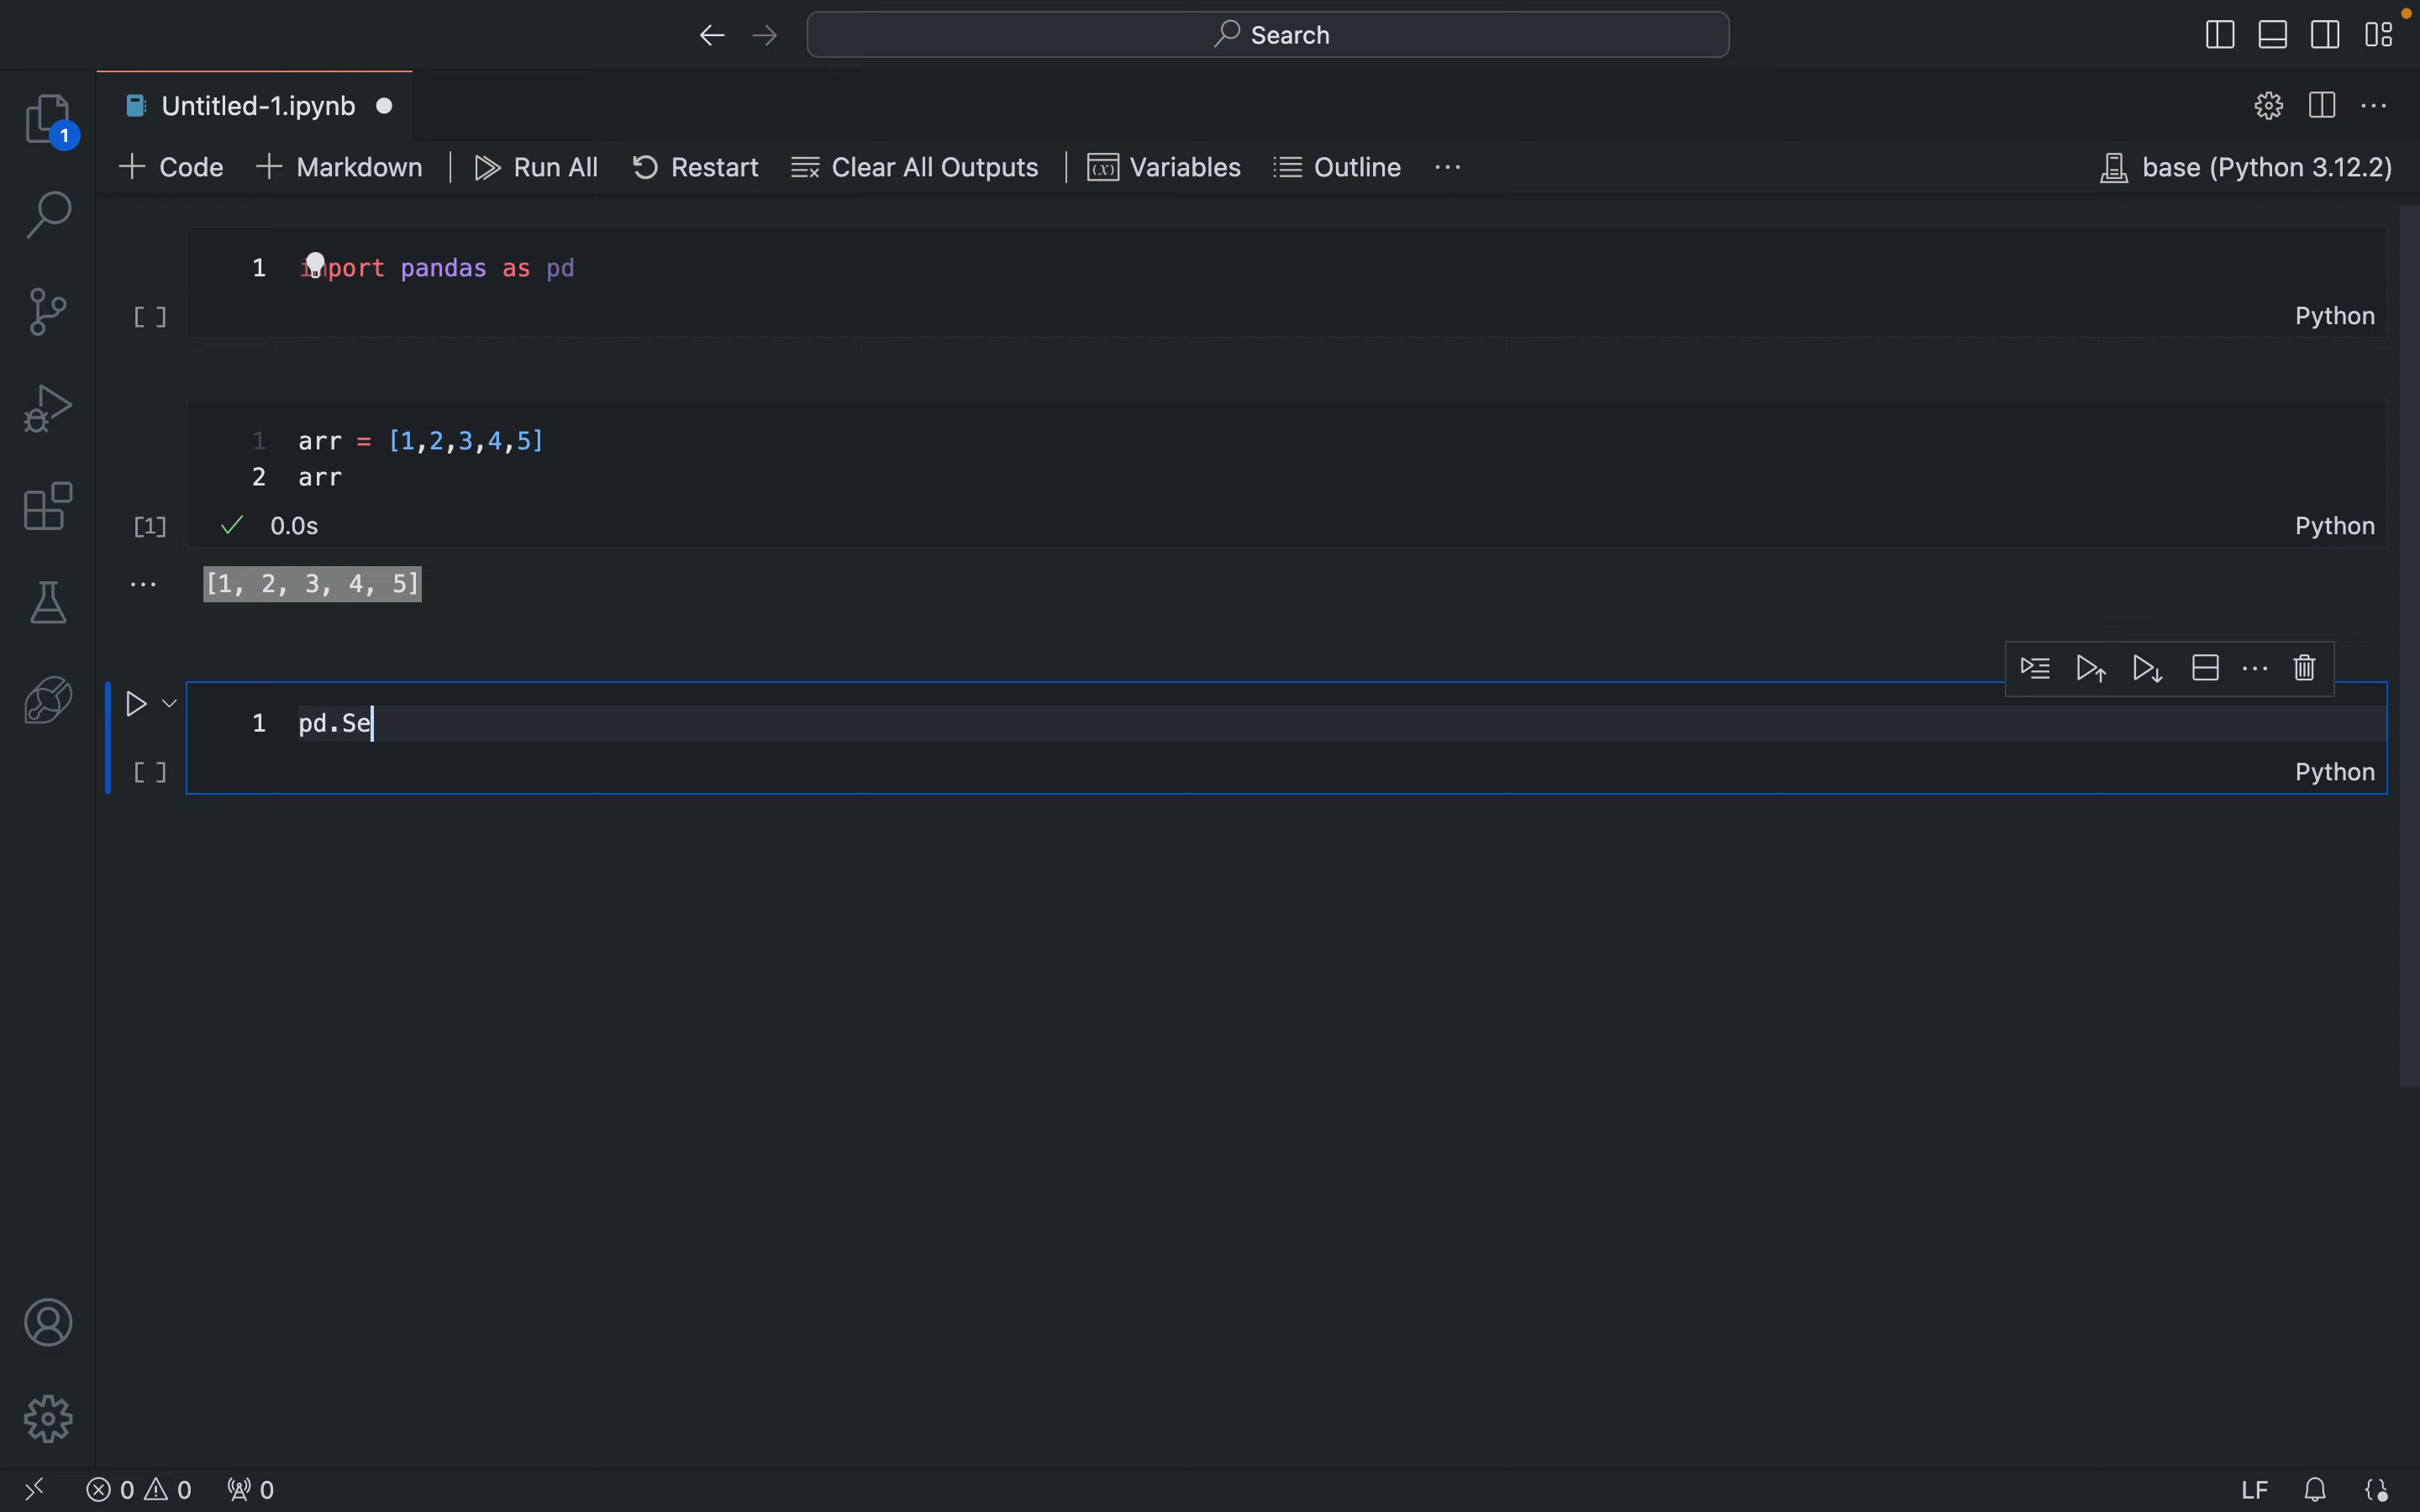 Search
Untitled-1.ipynb
1
Code Markdown Run All Restart Clear All Outputs Variables Outline ... base (Python 3.12.2)
1 import pandas as pd
[ ] Python
1 arr = [1,2,3,4,5]
2 arr
[1] 0.0s Python
... [1, 2, 3, 4, 5]
1 pd.Se
[ ] Python
0 0 0 LF